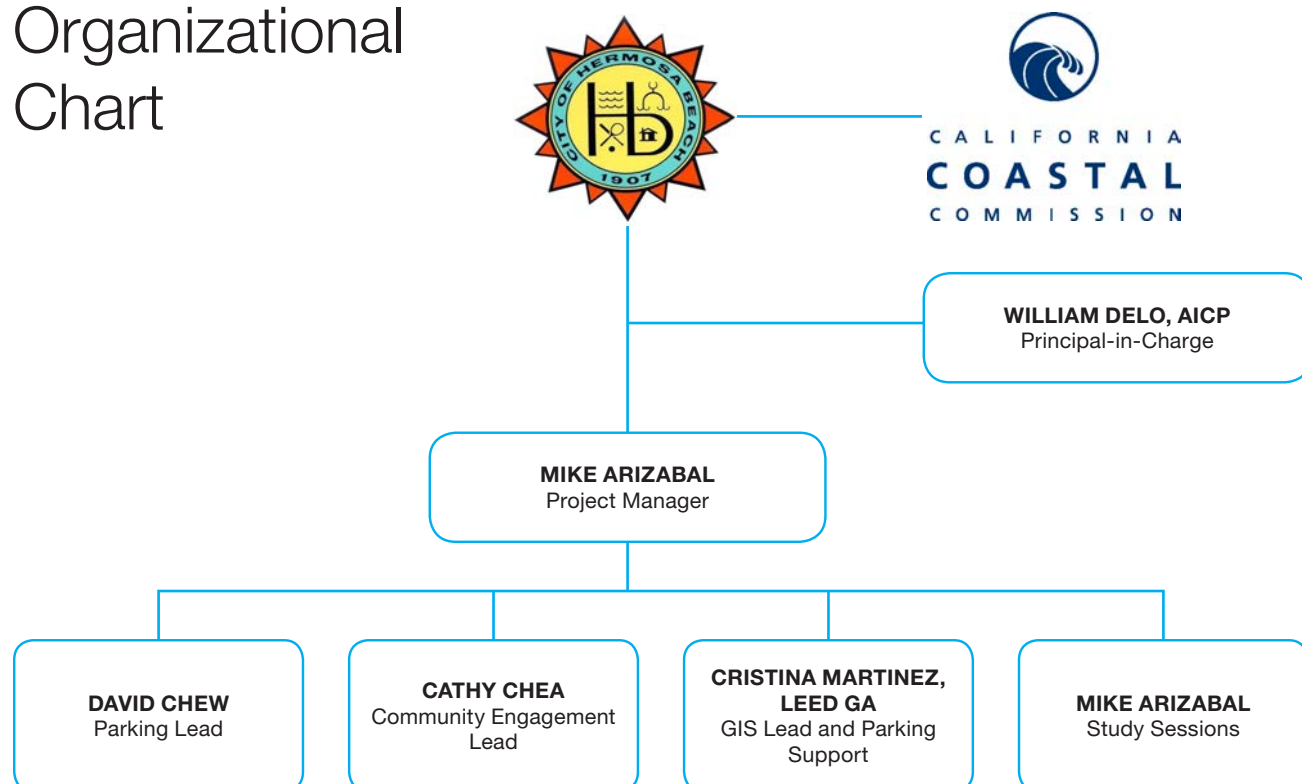 Organizational
Chart
CITY OF HERMOSA BEACH
1907
CALIFORNIA
COASTAL
COMMISSION
WILLIAM DELO, AICP
Principal-in-Charge
MIKE ARIZABAL
Project Manager
DAVID CHEW
Parking Lead
CATHY CHEA
Community Engagement
Lead
CRISTINA MARTINEZ,
LEED GA
GIS Lead and Parking
Support
MIKE ARIZABAL
Study Sessions